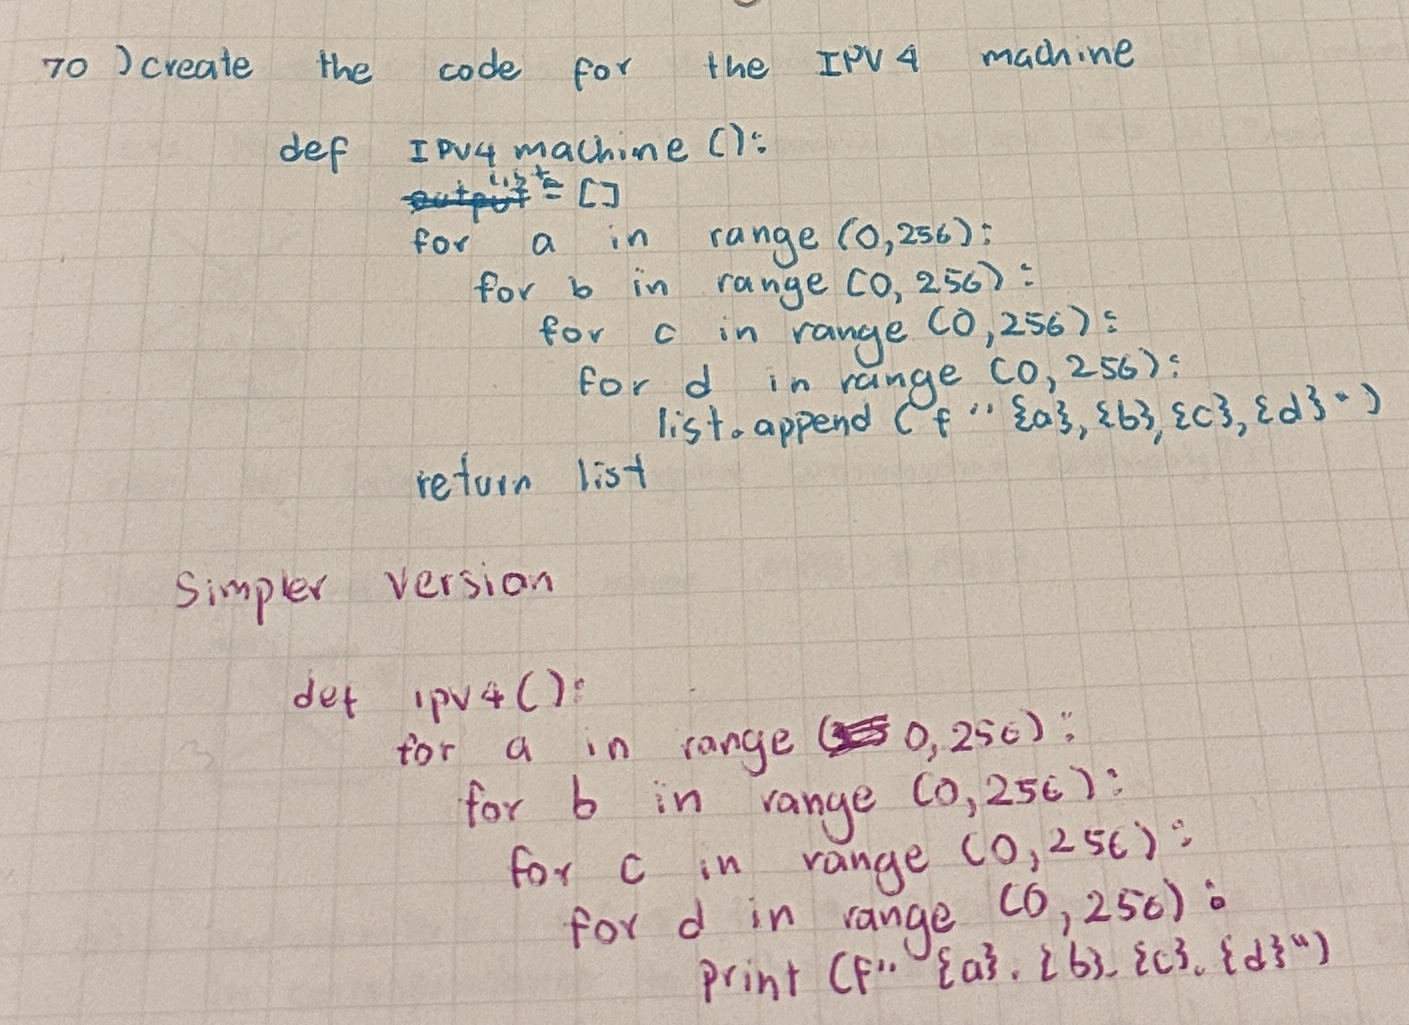 70) create the code for the IPV4 machine
def IPV4 machine ():
list = []
for a in range (0,256):
for b in range (0, 256):
for c in range (0,256):
for d in range (0,256):
list.append (f "{a},{b},{c},{d}")
return list
Simpler version
def ipv4():
for a in range (0,256):
for b in range (0,256):
for c in range (0,256):
for d in range (0,256):
print (f" {a}.{b}.{c}.{d}")